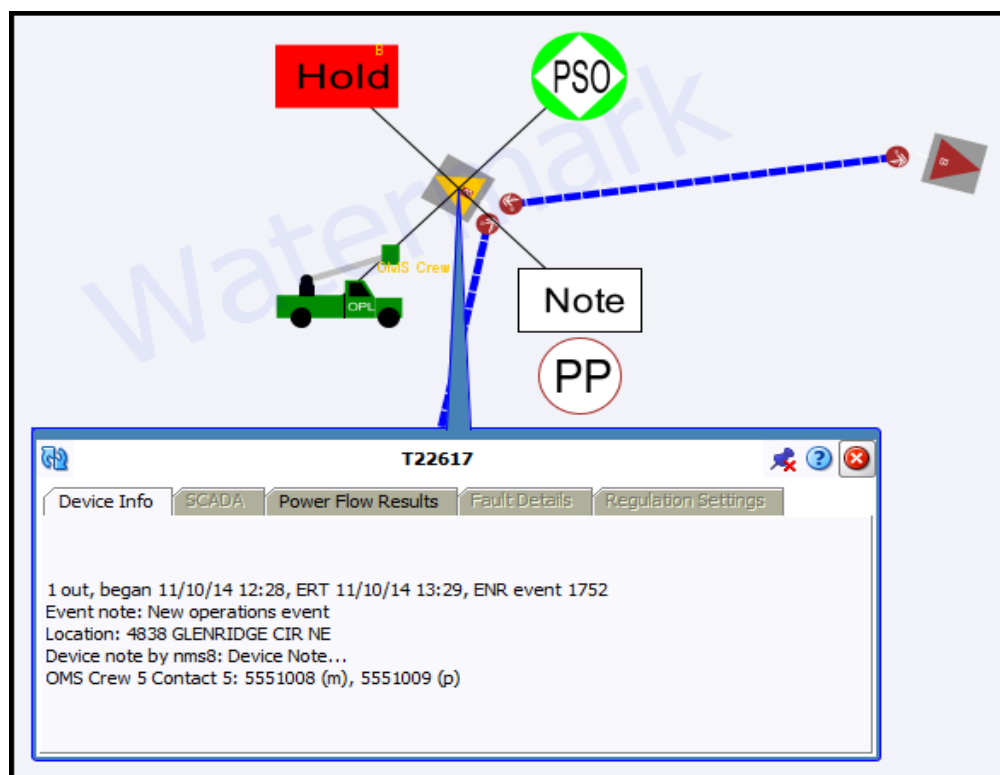 B
Hold
PSO
B
OMS Crew
OPL
Note
PP
Watermark
T22617
Device Info
SCADA
Power Flow Results
Fault Details
Regulation Settings
1 out, began 11/10/14 12:28, ERT 11/10/14 13:29, ENR event 1752
Event note: New operations event
Location: 4838 GLENRIDGE CIR NE
Device note by nms8: Device Note...
OMS Crew 5 Contact 5: 5551008 (m), 5551009 (p)